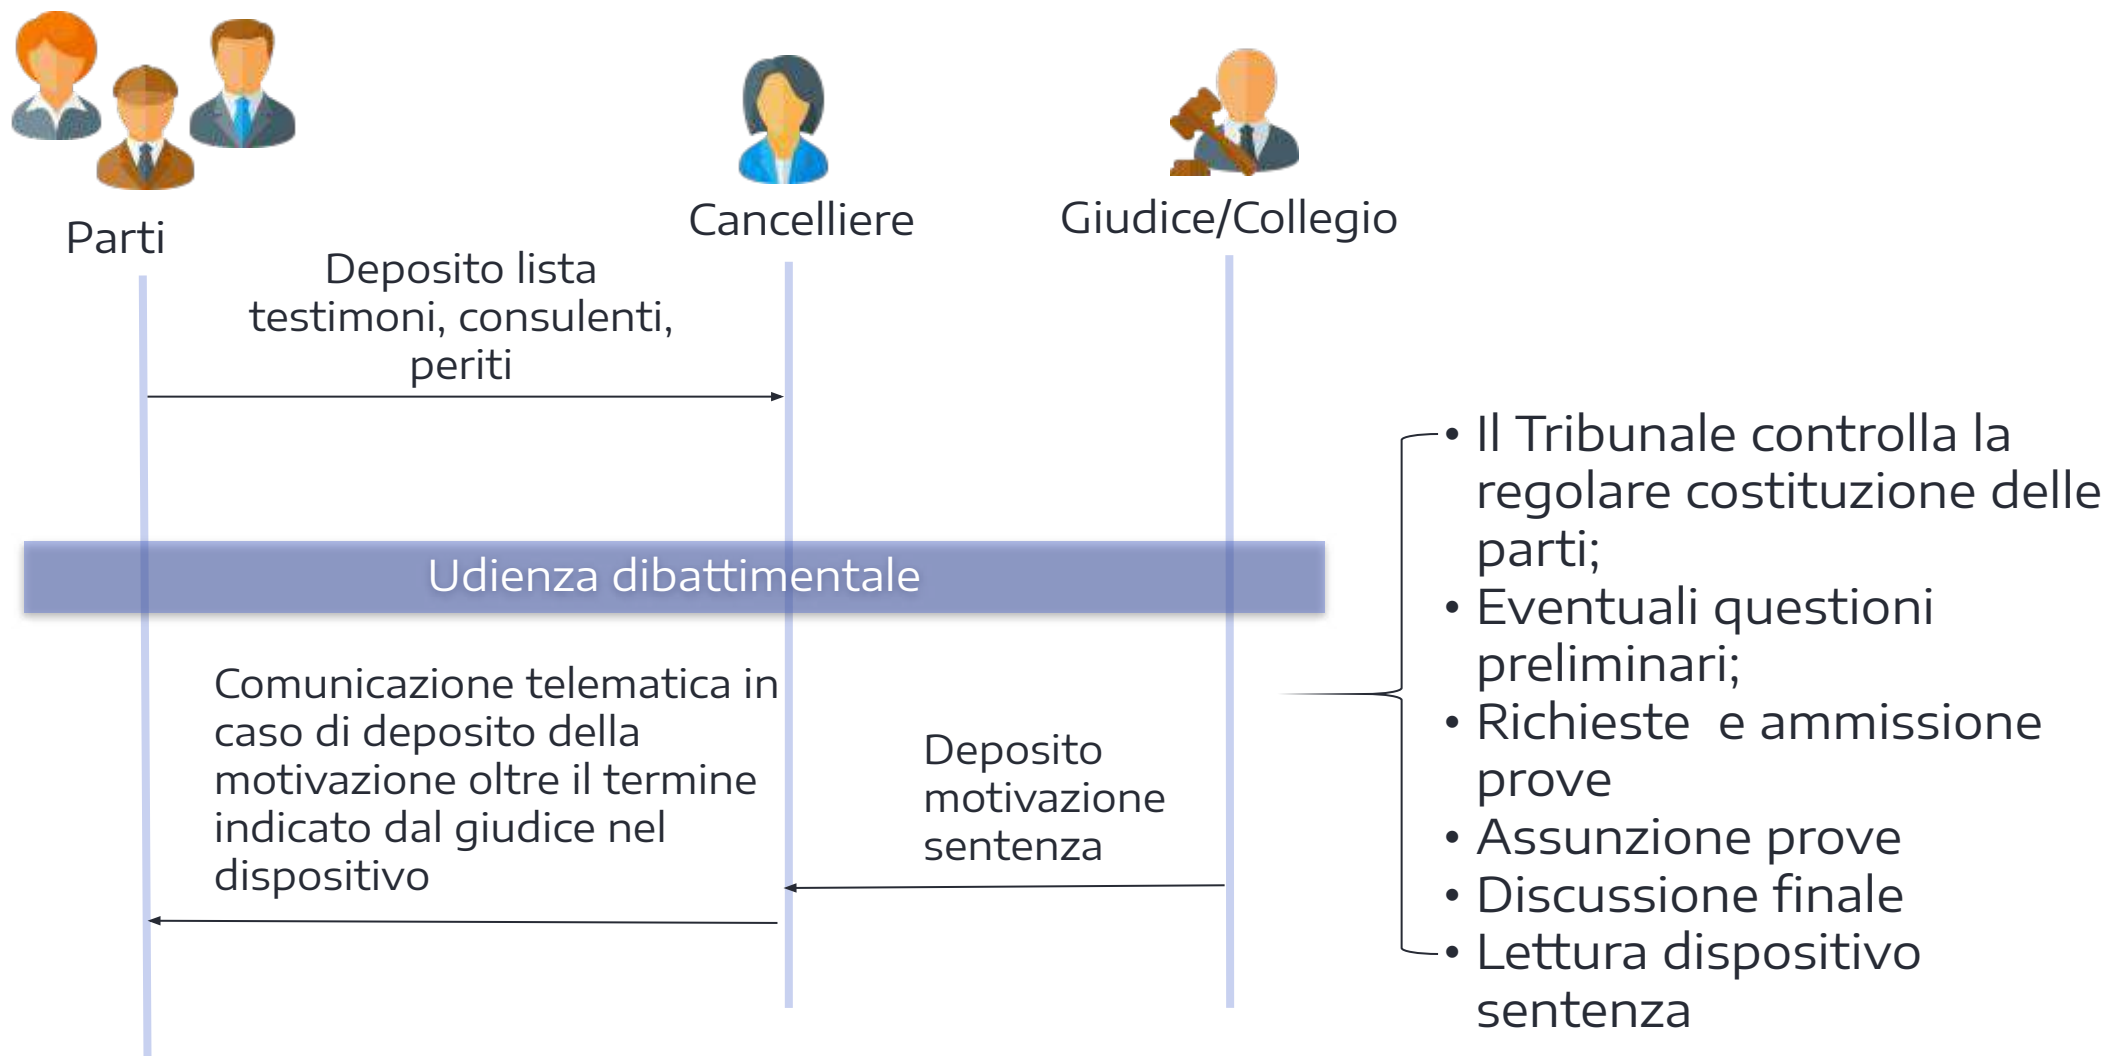 Parti
Cancelliere
Giudice/Collegio
Deposito lista
testimoni, consulenti,
periti
Udienza dibattimentale
Comunicazione telematica in
caso di deposito della
motivazione oltre il termine
indicato dal giudice nel
dispositivo
Deposito
motivazione
sentenza
• Il Tribunale controlla la
regolare costituzione delle
parti;
• Eventuali questioni
preliminari;
• Richieste  e ammissione
prove
• Assunzione prove
• Discussione finale
• Lettura dispositivo
sentenza